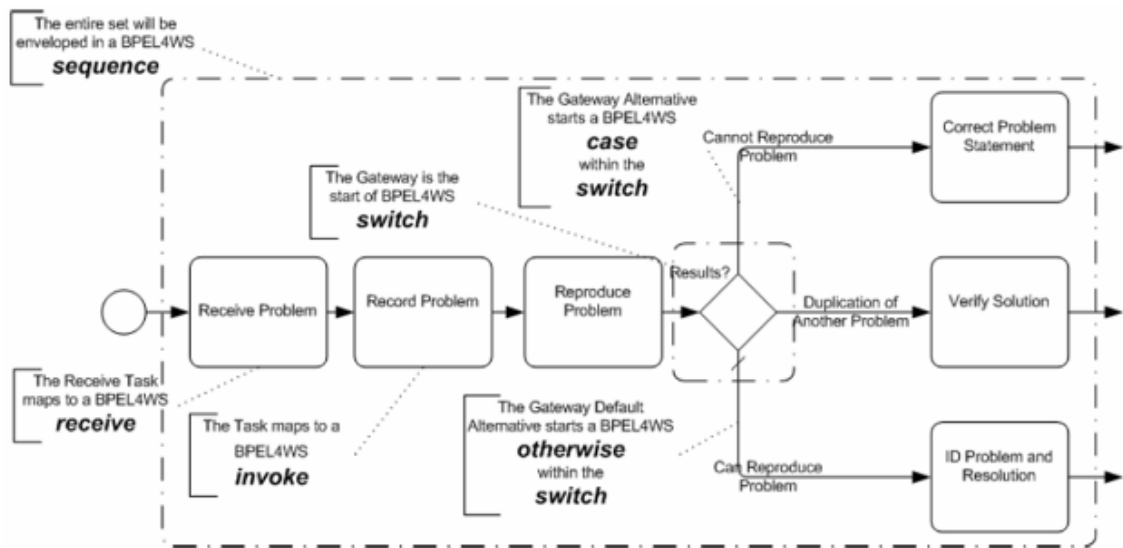 The entire set will be
enveloped in a BPEL4WS
sequence
The Gateway Alternative
starts a BPEL4WS
case
within the
switch
Cannot Reproduce
Problem
Correct Problem
Statement
The Gateway is the
start of BPEL4WS
switch
Receive Problem
Record Problem
Reproduce
Problem
Results?
Duplication of
Another Problem
Verify Solution
The Receive Task
maps to a BPEL4WS
receive
The Task maps to a
BPEL4WS
invoke
The Gateway Default
Alternative starts a BPEL4WS
otherwise
within the
switch
Can Reproduce
Problem
ID Problem and
Resolution